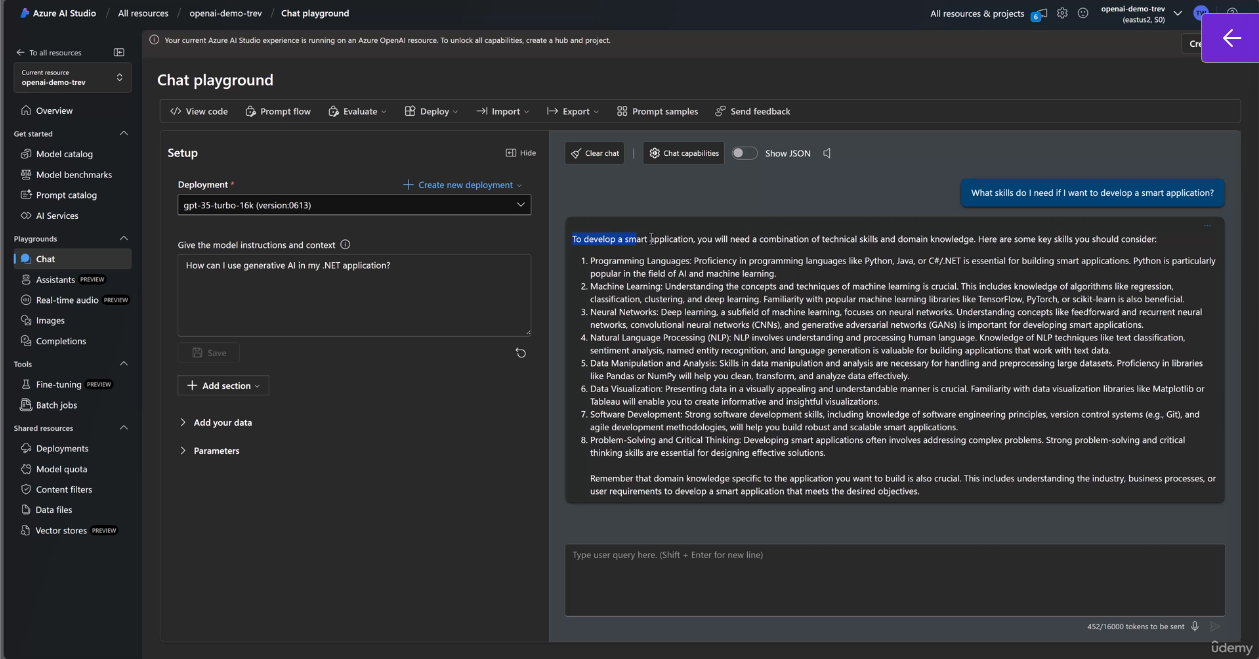 Azure AI Studio / All resources / openai-demo-trev / Chat playground
All resources & projects 6 openai-demo-trev (eastus2, S0) TW
To all resources
Current resource
openai-demo-trev
Overview
Get started
Model catalog
Model benchmarks
Prompt catalog
AI Services
Playgrounds
Chat
Assistants PREVIEW
Real-time audio PREVIEW
Images
Completions
Tools
Fine-tuning PREVIEW
Batch jobs
Shared resources
Deployments
Model quota
Content filters
Data files
Vector stores PREVIEW
Your current Azure AI Studio experience is running on an Azure OpenAI resource. To unlock all capabilities, create a hub and project.
Cre
Chat playground
View code Prompt flow Evaluate Deploy Import Export Prompt samples Send feedback
Setup
Hide
Deployment *
Create new deployment
gpt-35-turbo-16k (version:0613)
Give the model instructions and context
How can I use generative AI in my .NET application?
Save
Add section
Add your data
Parameters
Clear chat | Chat capabilities Show JSON
What skills do I need if I want to develop a smart application?
To develop a smart application, you will need a combination of technical skills and domain knowledge. Here are some key skills you should consider:
1. Programming Languages: Proficiency in programming languages like Python, Java, or C#/.NET is essential for building smart applications. Python is particularly
popular in the field of AI and machine learning.
2. Machine Learning: Understanding the concepts and techniques of machine learning is crucial. This includes knowledge of algorithms like regression,
classification, clustering, and deep learning. Familiarity with popular machine learning libraries like TensorFlow, PyTorch, or scikit-learn is also beneficial.
3. Neural Networks: Deep learning, a subfield of machine learning, focuses on neural networks. Understanding concepts like feedforward and recurrent neural
networks, convolutional neural networks (CNNs), and generative adversarial networks (GANs) is important for developing smart applications.
4. Natural Language Processing (NLP): NLP involves understanding and processing human language. Knowledge of NLP techniques like text classification,
sentiment analysis, named entity recognition, and language generation is valuable for building applications that work with text data.
5. Data Manipulation and Analysis: Skills in data manipulation and analysis are necessary for handling and preprocessing large datasets. Proficiency in libraries
like Pandas or NumPy will help you clean, transform, and analyze data effectively.
6. Data Visualization: Presenting data in a visually appealing and understandable manner is crucial. Familiarity with data visualization libraries like Matplotlib or
Tableau will enable you to create informative and insightful visualizations.
7. Software Development: Strong software development skills, including knowledge of software engineering principles, version control systems (e.g., Git), and
agile development methodologies, will help you build robust and scalable smart applications.
8. Problem-Solving and Critical Thinking: Developing smart applications often involves addressing complex problems. Strong problem-solving and critical
thinking skills are essential for designing effective solutions.
Remember that domain knowledge specific to the application you want to build is also crucial. This includes understanding the industry, business processes, or
user requirements to develop a smart application that meets the desired objectives.
Type user query here. (Shift + Enter for new line)
452/16000 tokens to be sent
ûdemy